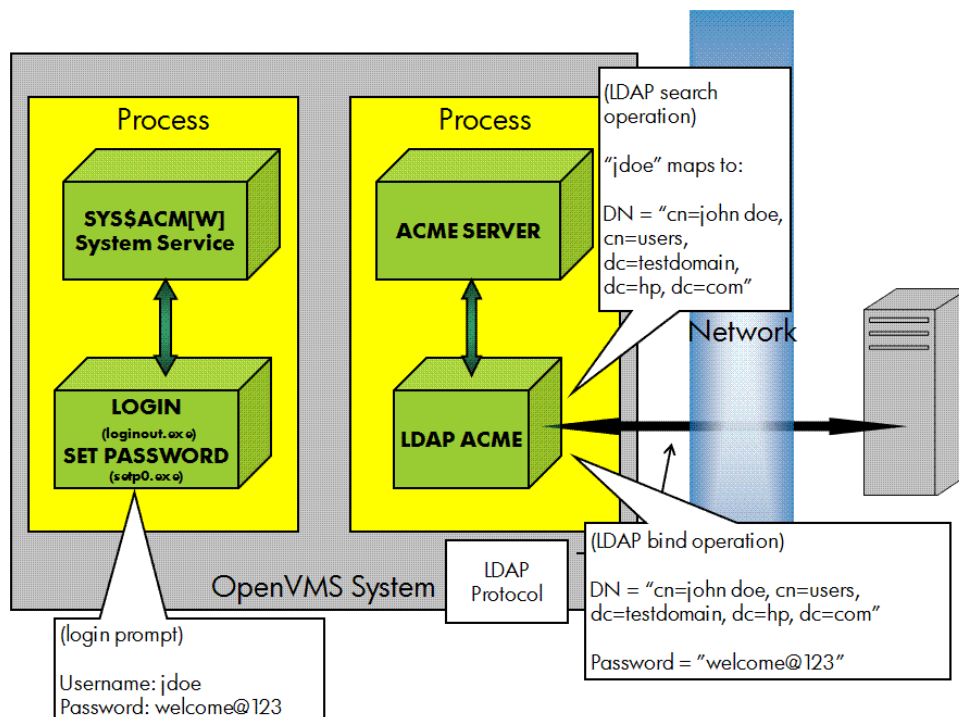 Process
SYS$ACM[W]
System Service
LOGIN
(loginout.exe)
SET PASSWORD
(setp0.exe)
Process
ACME SERVER
LDAP ACME
(LDAP search
operation)
“jdoe” maps to:
DN = “cn=john doe,
cn=users,
dc=testdomain,
dc=hp, dc=com”
Network
OpenVMS System
LDAP
Protocol
(LDAP bind operation)
DN = “cn=john doe, cn=users,
dc=testdomain, dc=hp, dc=com”
Password = ”welcome@123”
(login prompt)
Username: jdoe
Password: welcome@123